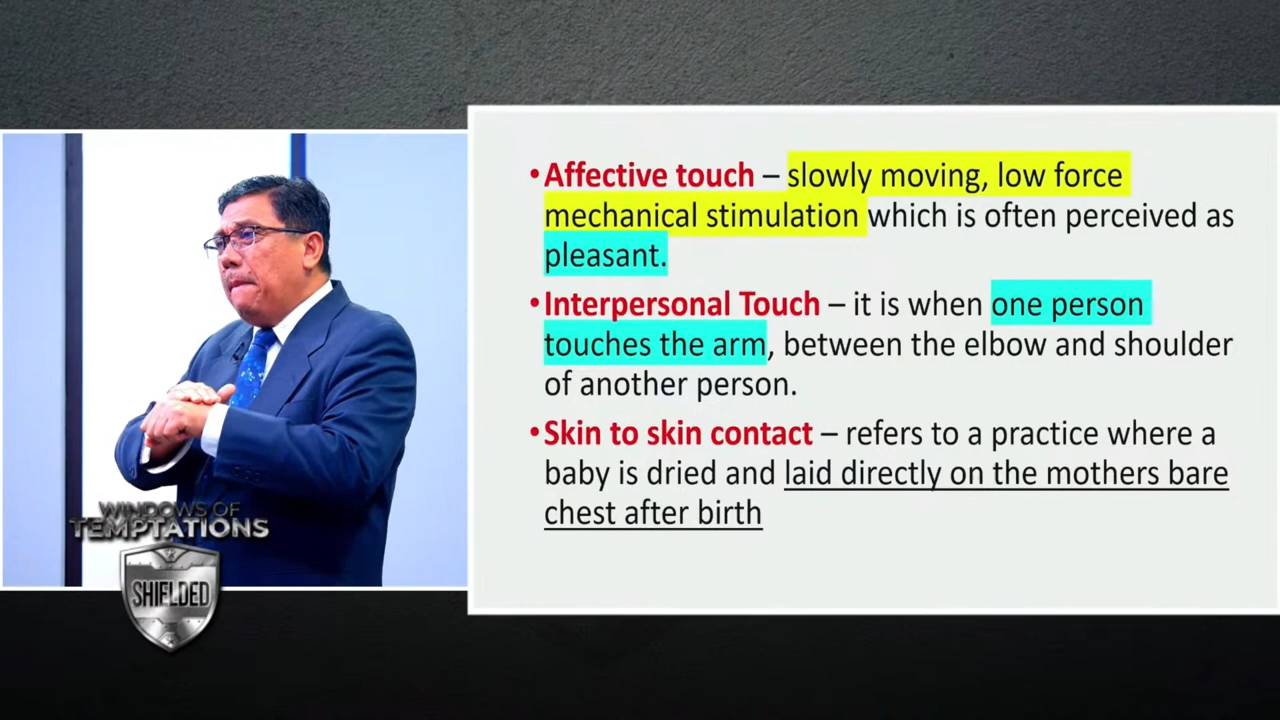 •Affective touch – slowly moving, low force
mechanical stimulation which is often perceived as
pleasant.
•Interpersonal Touch – it is when one person
touches the arm, between the elbow and shoulder
of another person.
•Skin to skin contact – refers to a practice where a
baby is dried and laid directly on the mothers bare
chest after birth
WINDOWS OF
TEMPTATIONS
SHIELDED